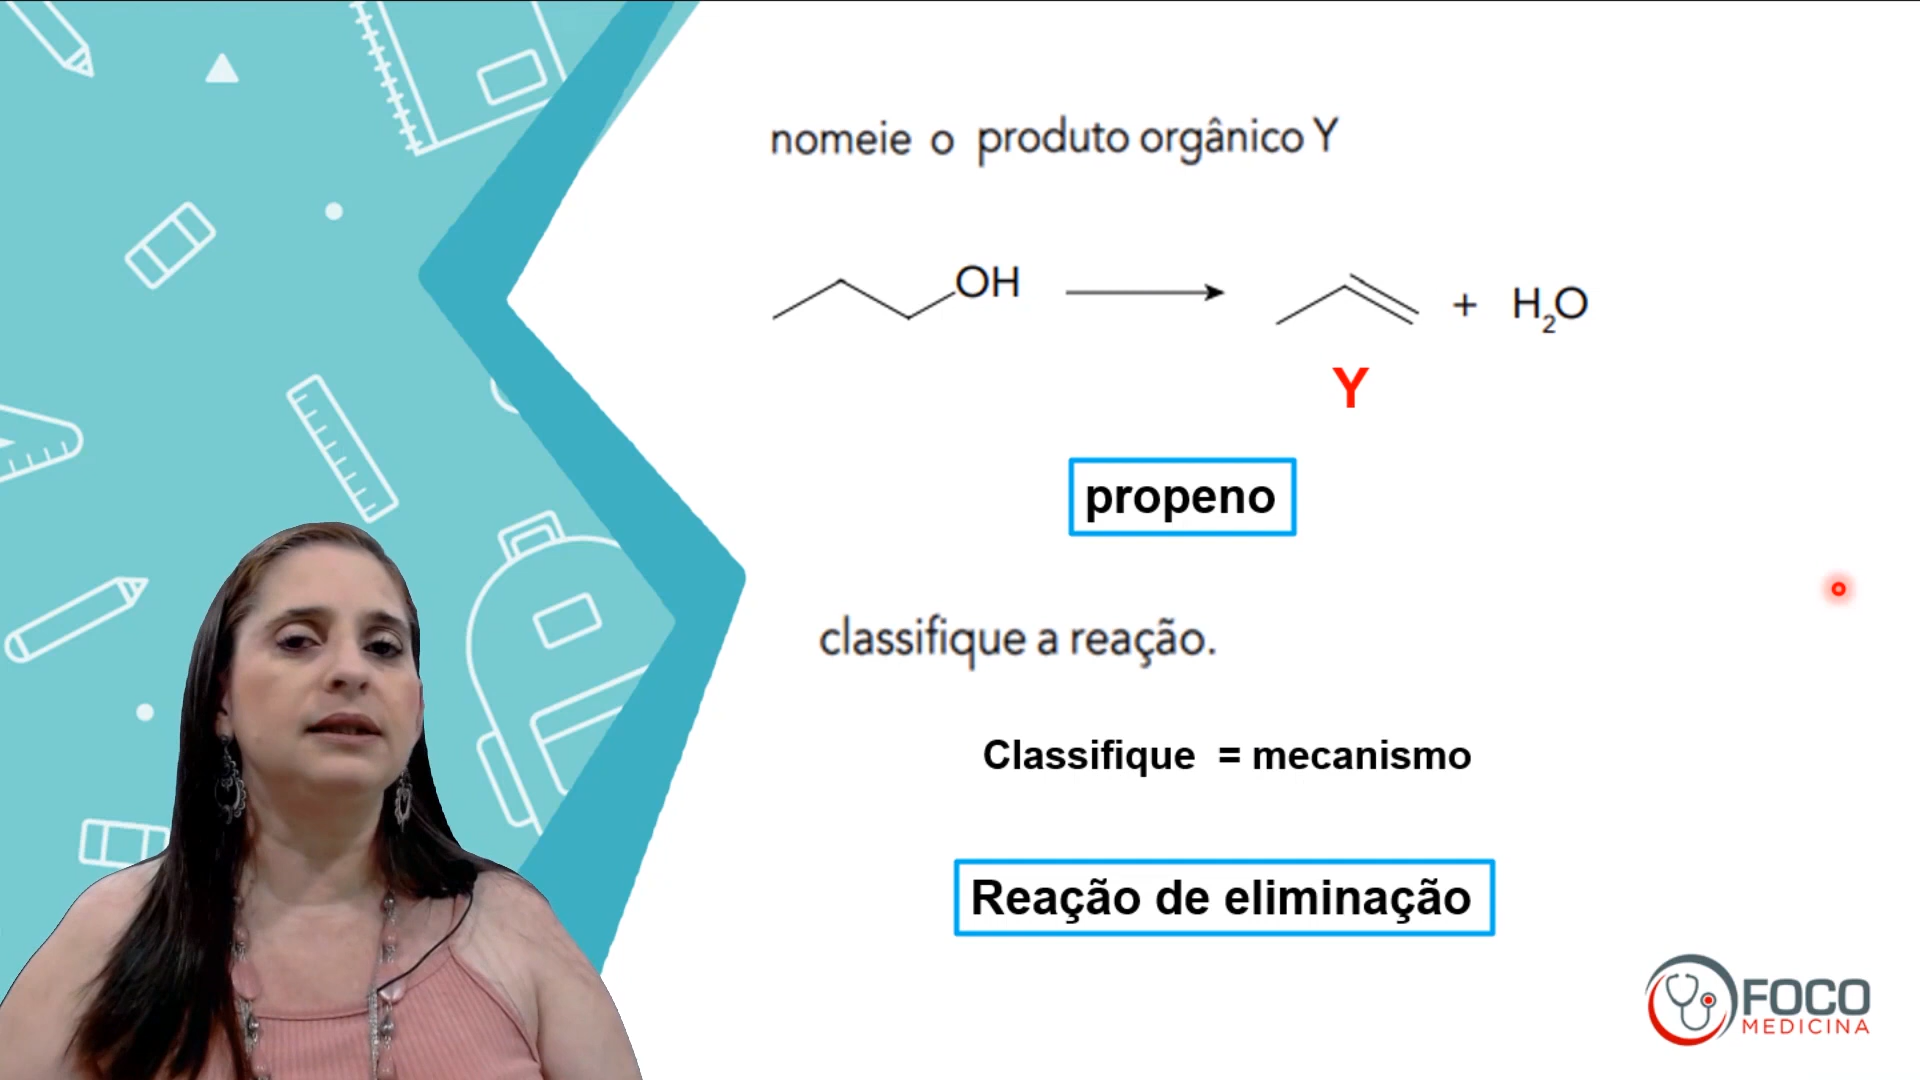 nomeie o produto orgânico Y
OH
+ H₂O
Y
propeno
classifique a reação.
Classifique = mecanismo
Reação de eliminação
FOCO
MEDICINA